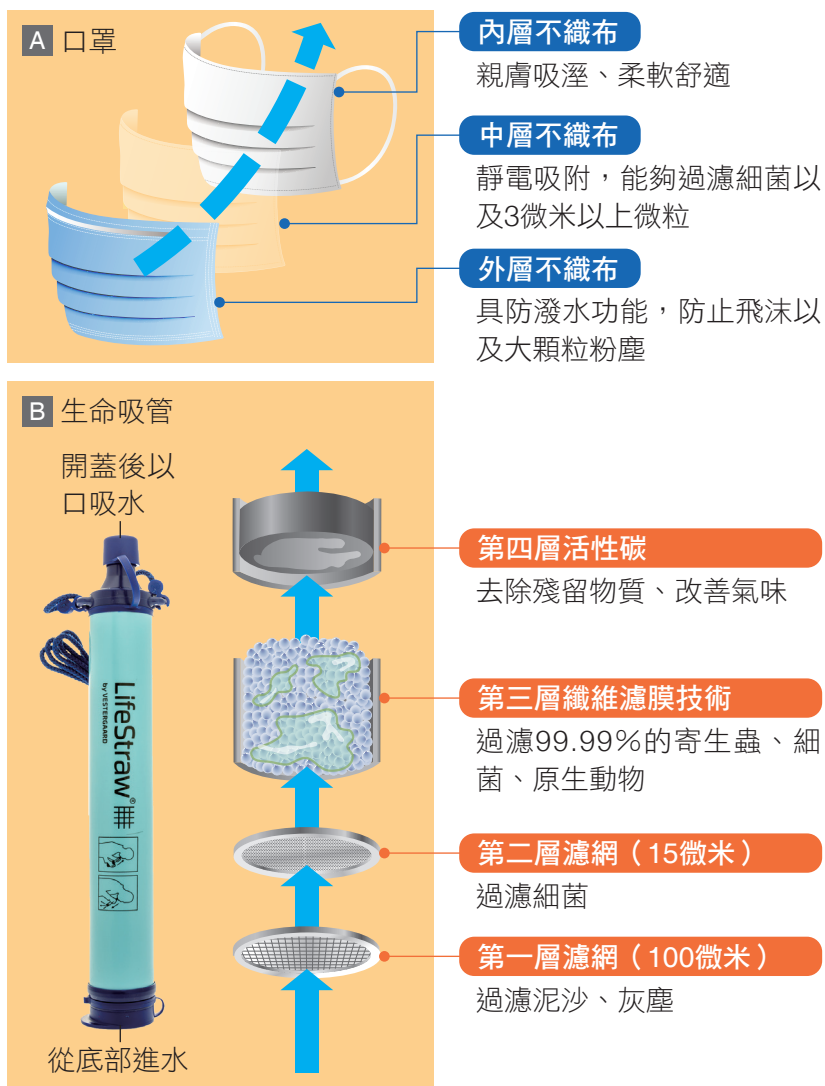 A 口罩
內層不織布
親膚吸溼、柔軟舒適
中層不織布
靜電吸附，能夠過濾細菌以
及3微米以上微粒
外層不織布
具防潑水功能，防止飛沫以
及大顆粒粉塵
B 生命吸管
開蓋後以
口吸水
LifeStraw®
by VESTERGAARD
從底部進水
第四層活性碳
去除殘留物質、改善氣味
第三層纖維濾膜技術
過濾99.99%的寄生蟲、細
菌、原生動物
第二層濾網（15微米）
過濾細菌
第一層濾網（100微米）
過濾泥沙、灰塵